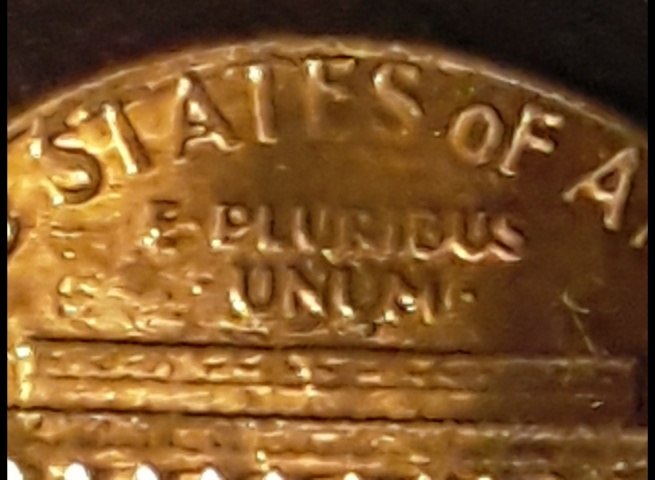 STATES OF A
E PLURIBUS
·UNUM·